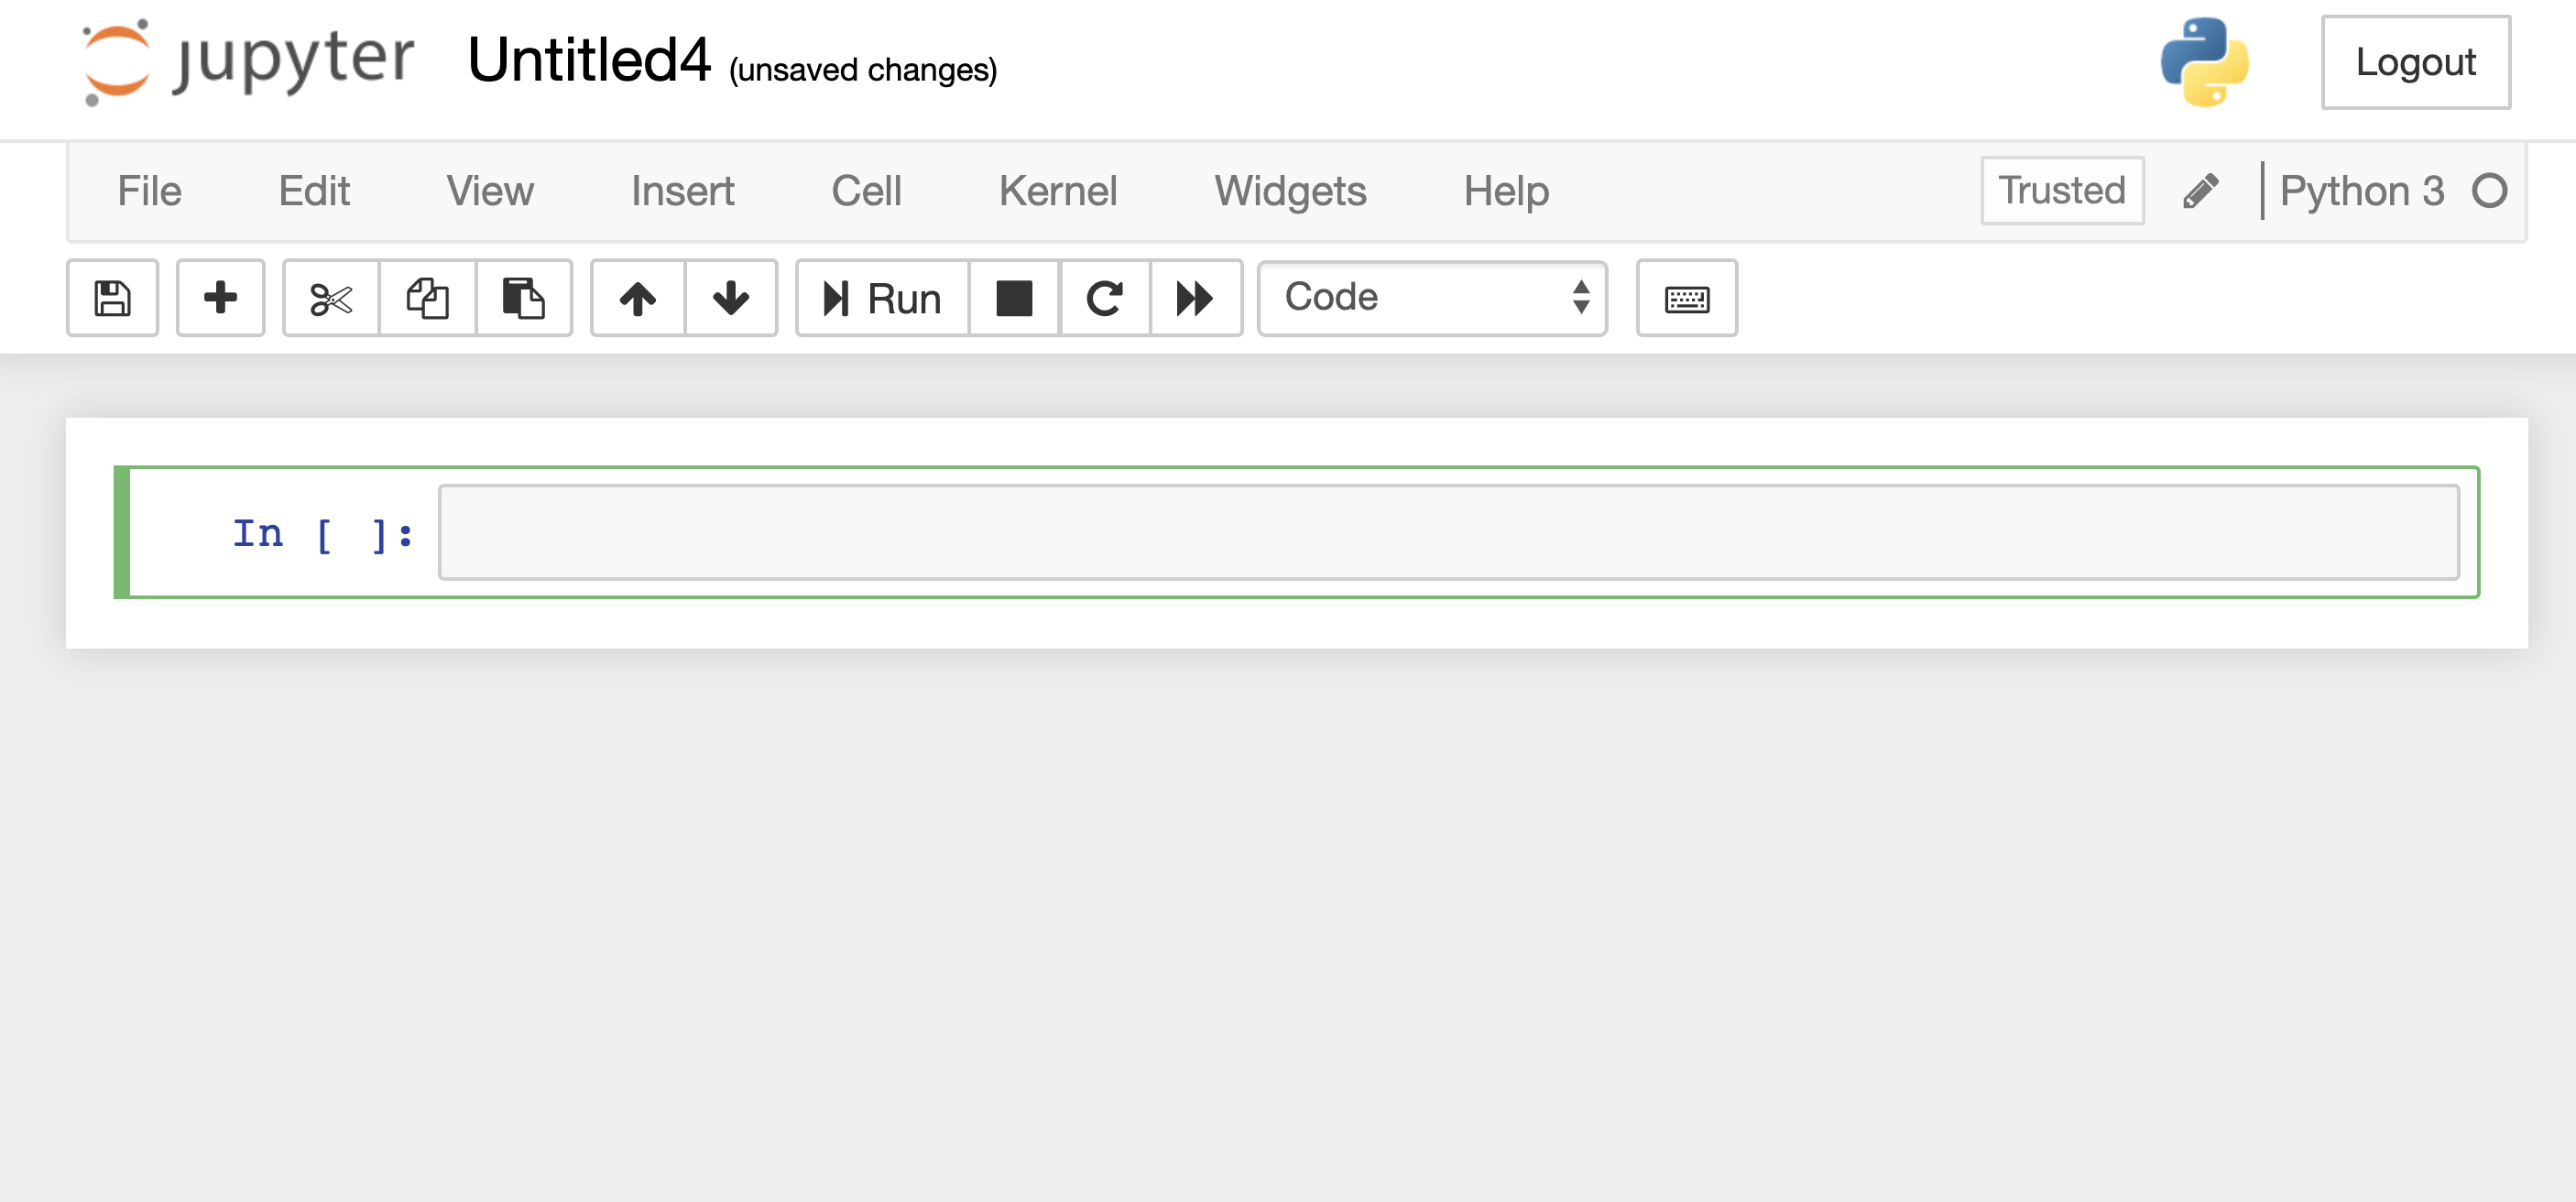 jupyter Untitled4 (unsaved changes) Logout
File Edit View Insert Cell Kernel Widgets Help Trusted Python 3
Run Code
In [ ]: